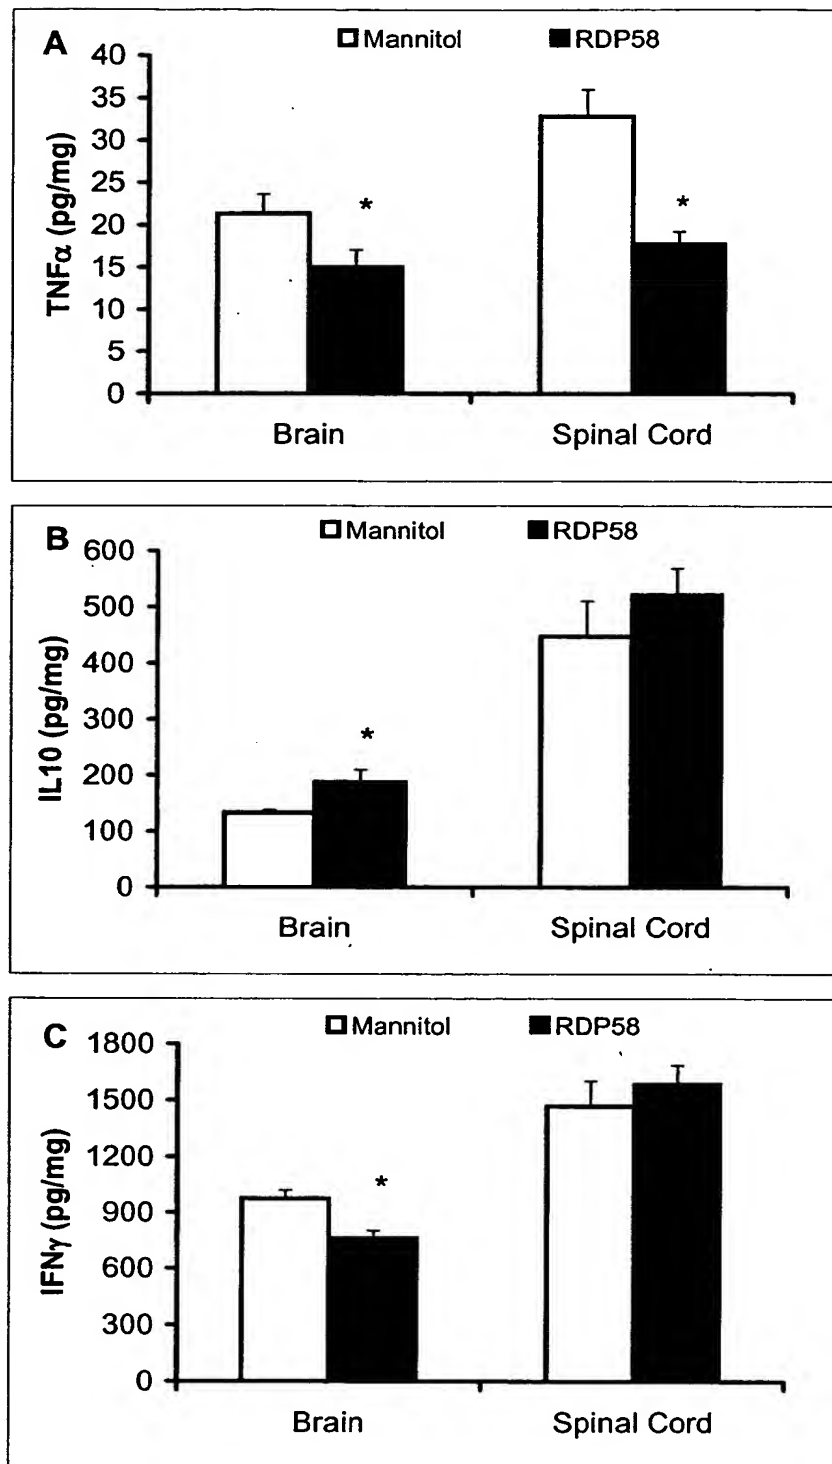 A
Mannitol RDP58
40
35
30
25
20
15
10
5
0
TNFα (pg/mg)
*
*
Brain Spinal Cord
B
Mannitol RDP58
600
500
400
300
200
100
0
IL10 (pg/mg)
*
Brain Spinal Cord
C
Mannitol RDP58
1800
1500
1200
900
600
300
0
IFNγ (pg/mg)
*
Brain Spinal Cord